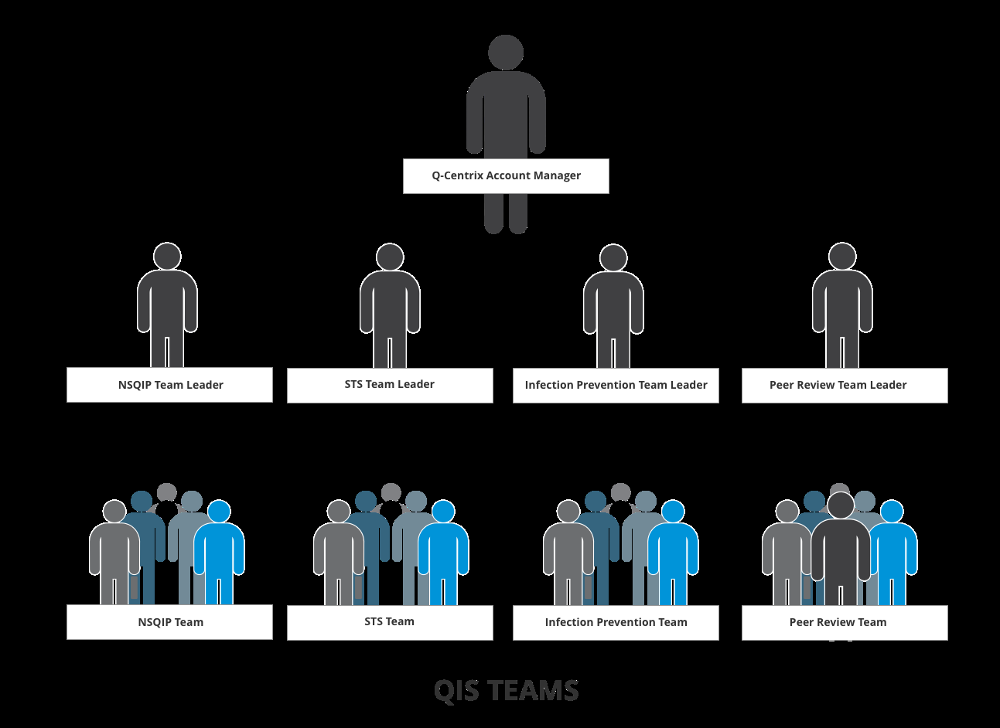 Q-Centrix Account Manager
NSQIP Team Leader
STS Team Leader
Infection Prevention Team Leader
Peer Review Team Leader
NSQIP Team
STS Team
Infection Prevention Team
Peer Review Team
QIS TEAMS